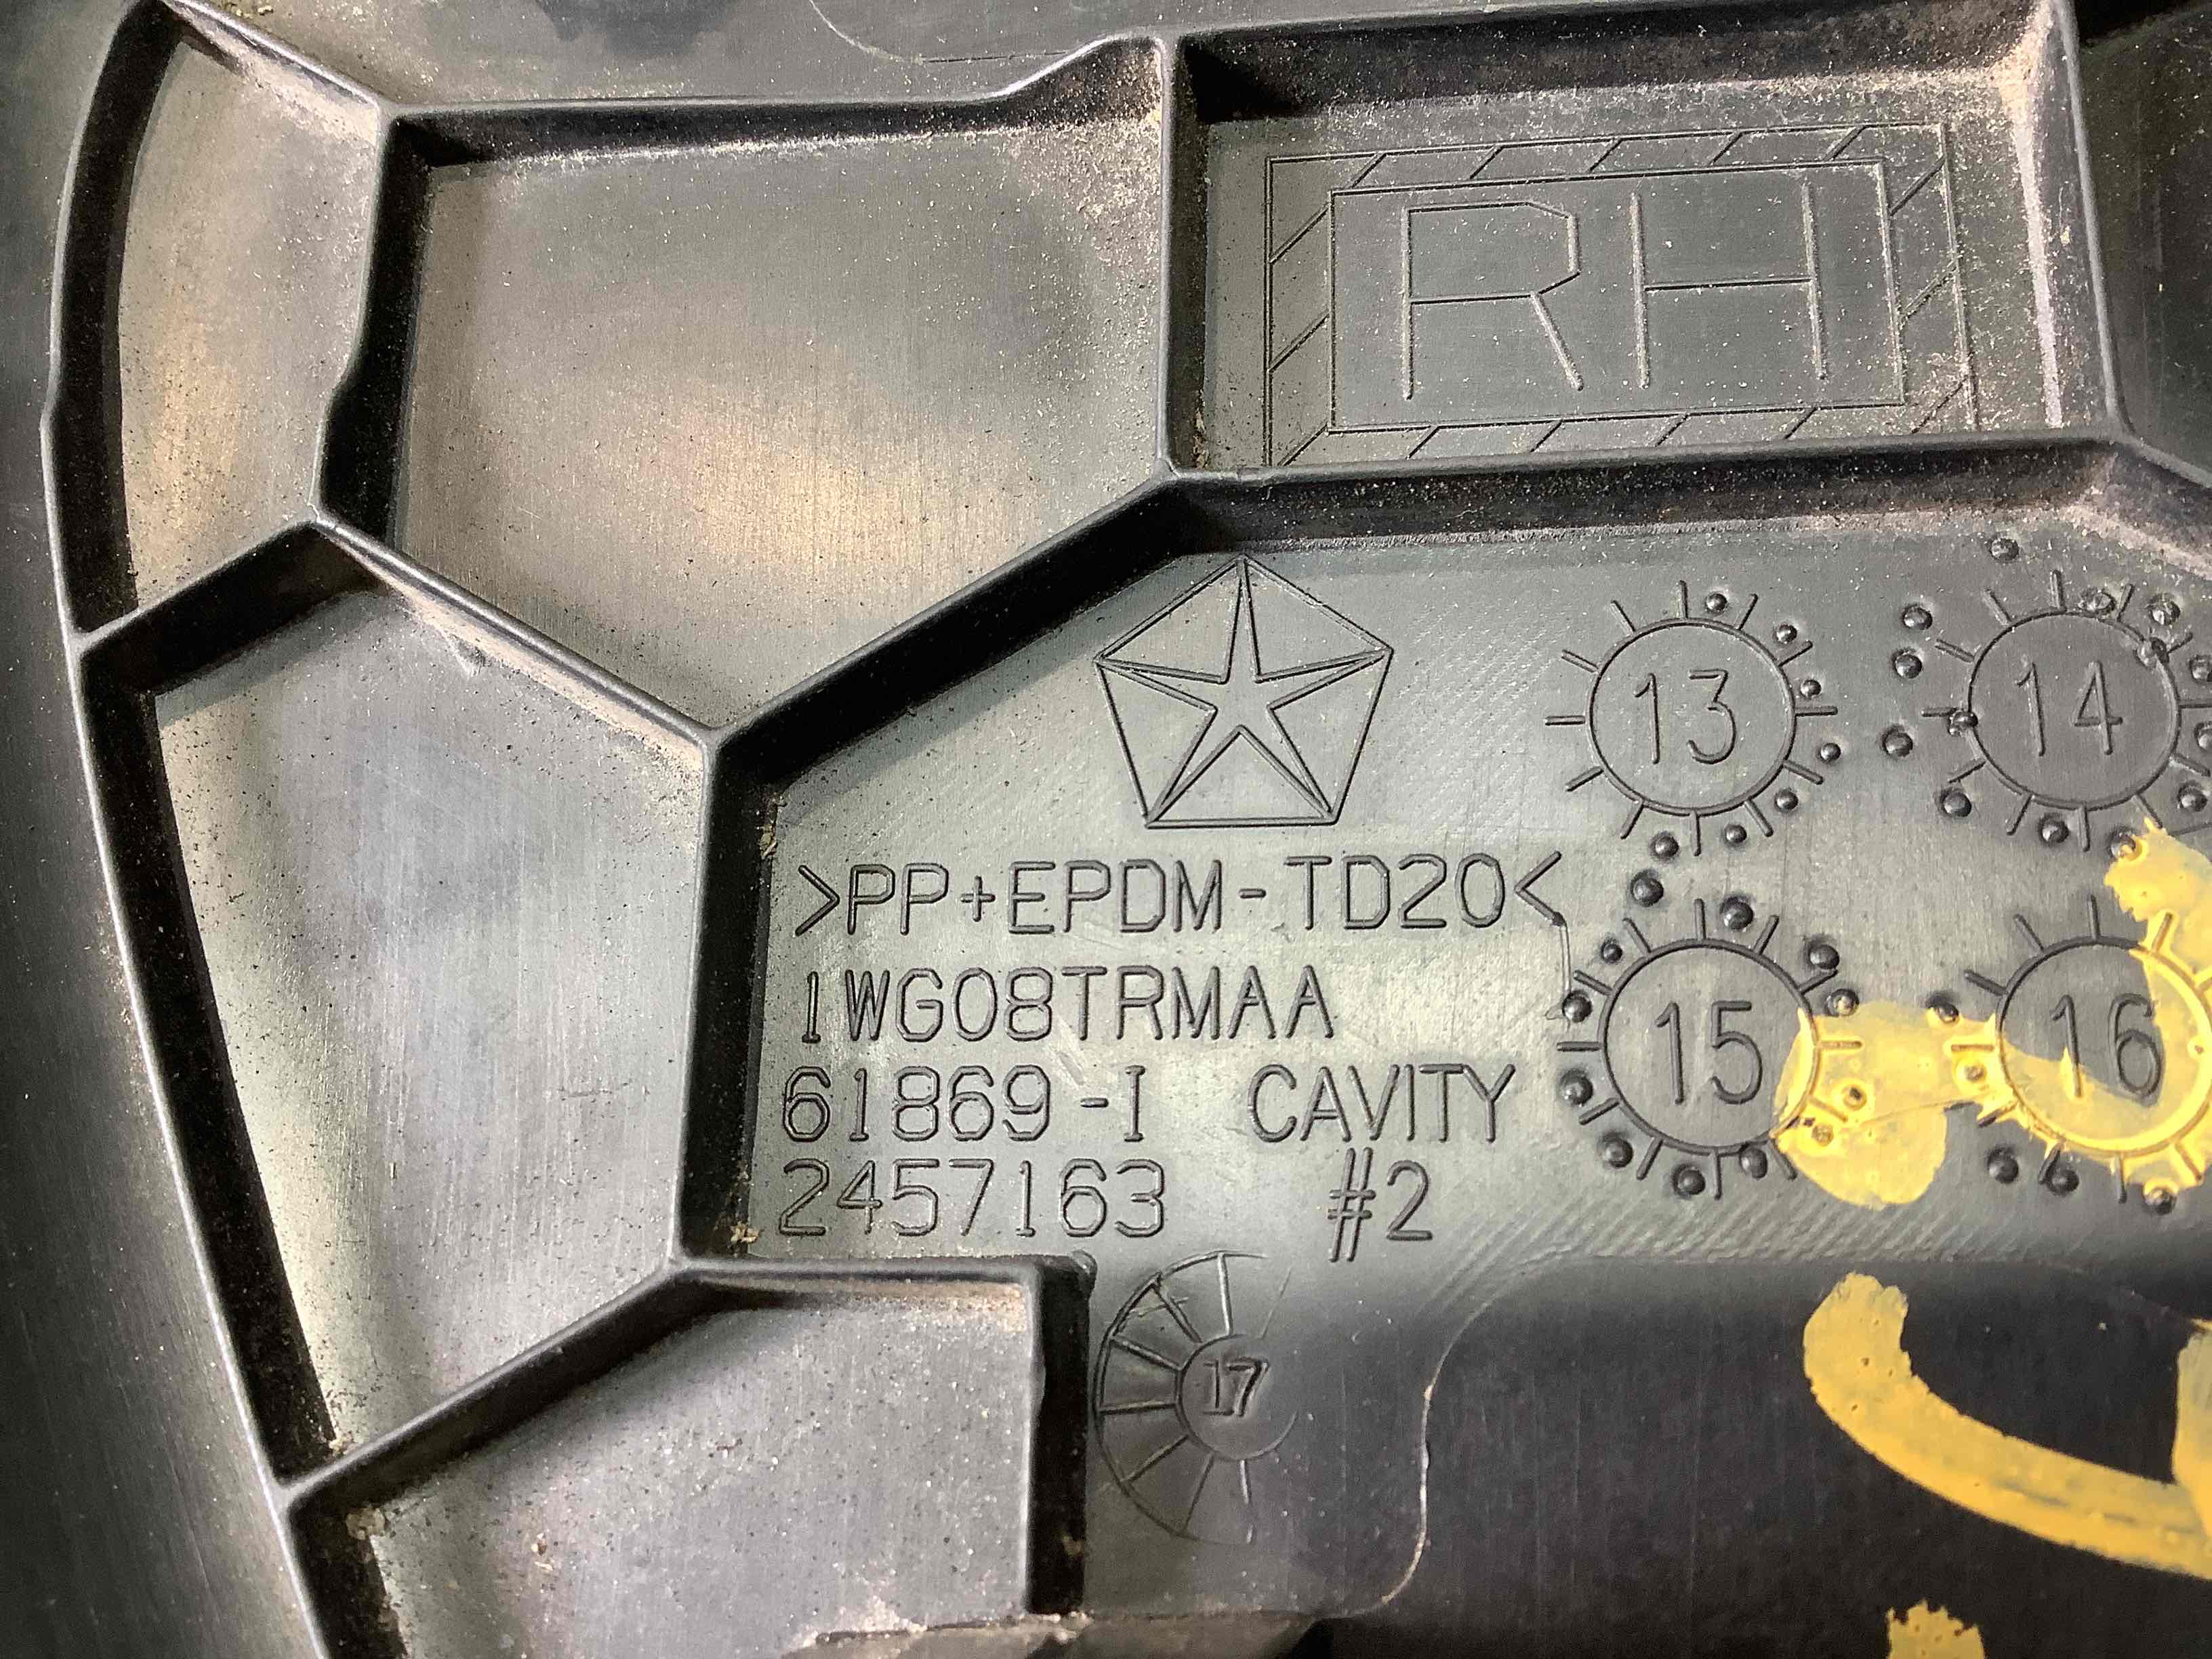 RH
13
14
>PP+EPDM-TD20<
1WG08TRMAA
61869-I CAVITY
2457163 #2
15
16
17